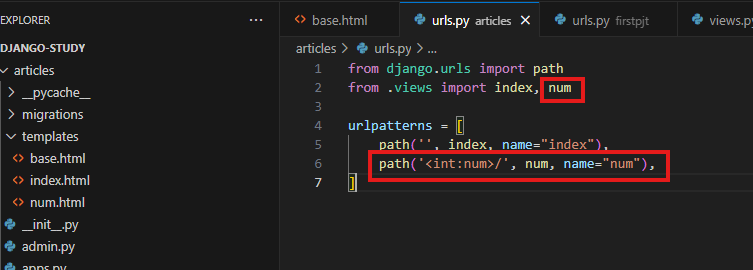 EXPLORER
···
DJANGO-STUDY
articles
__pycache__
migrations
templates
base.html
index.html
num.html
__init__.py
admin.py
apps.py
base.html
urls.py articles
urls.py firstpjt
views.py
articles > urls.py > ...
1 from django.urls import path
2 from .views import index, num
3
4 urlpatterns = [
5     path('', index, name="index"),
6     path('<int:num>/', num, name="num"),
7 ]